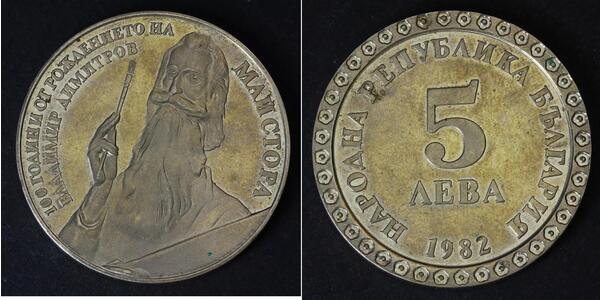 100 ГОДИНИ ОТ РОЖДЕНИЕТО НА
ВЛАДИМИР ДИМИТРОВ
МАЙСТОРА
НАРОДНА РЕПУБЛИКА БЪЛГАРИЯ
5
ЛЕВА
1982